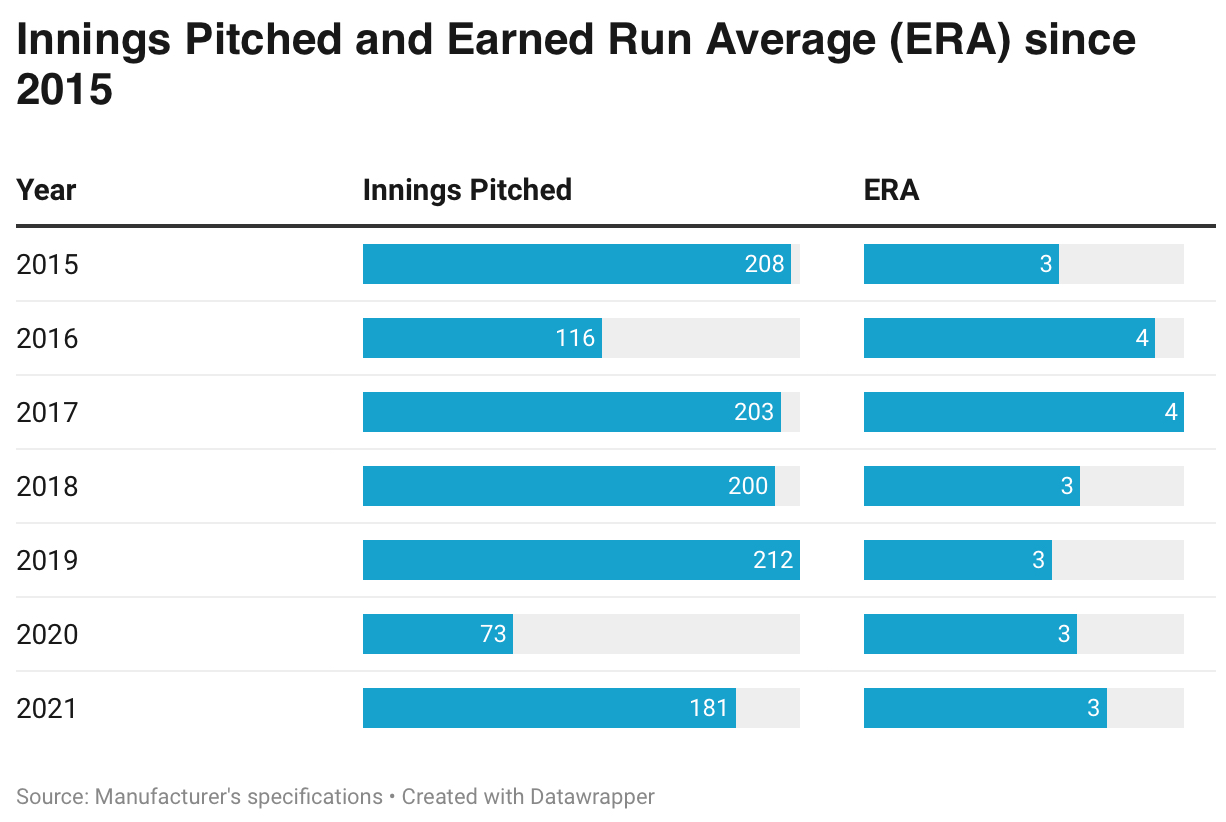 Innings Pitched and Earned Run Average (ERA) since
2015
Year Innings Pitched ERA
2015 208 3
2016 116 4
2017 203 4
2018 200 3
2019 212 3
2020 73 3
2021 181 3
Source: Manufacturer's specifications • Created with Datawrapper